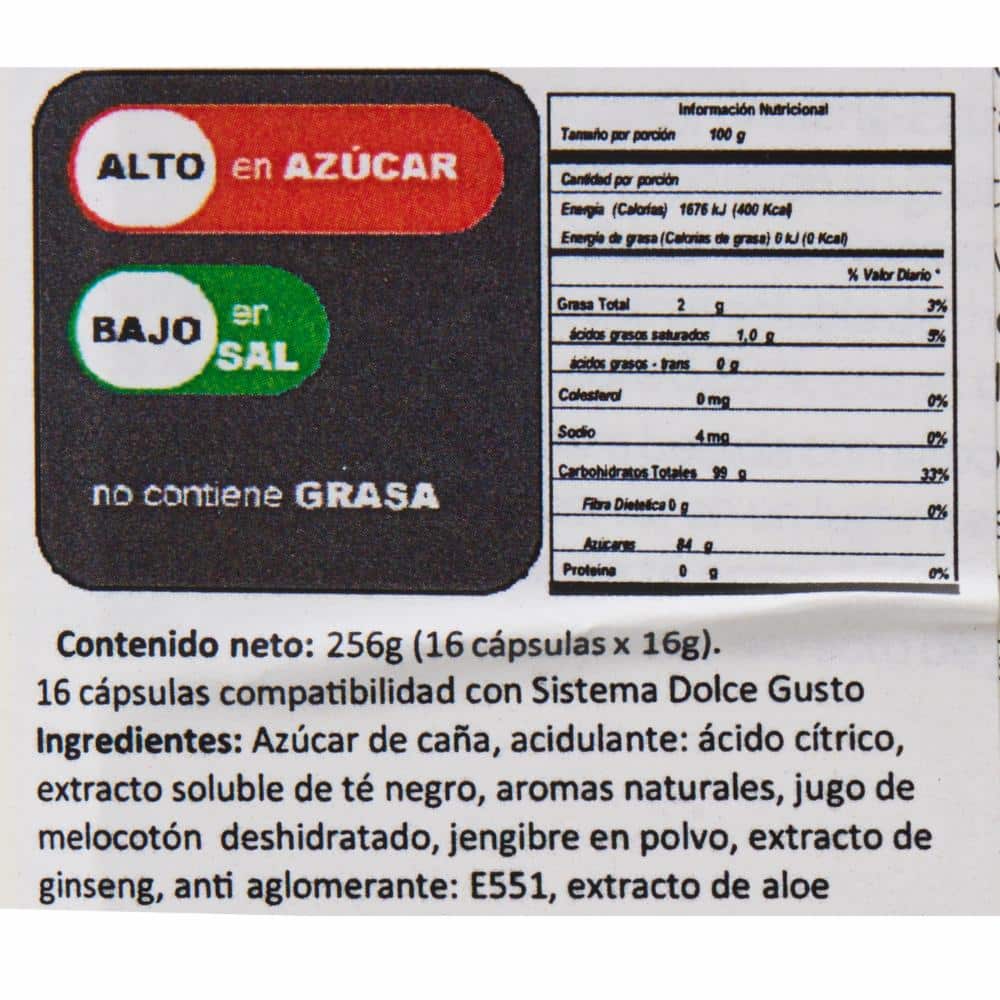 ALTO en AZÚCAR
BAJO en SAL
no contiene GRASA
Información Nutricional
Tamaño por porción 100 g
Cantidad por porción
Energía (Calorías) 1676 kJ (400 Kcal)
Energía de grasa (Calorías de grasa) 0 kJ (0 Kcal)
% Valor Diario *
Grasa Total 2 g 3%
ácidos grasos saturados 1,0 g 5%
ácidos grasos - trans 0 g
Colesterol 0 mg 0%
Sodio 4 mg 0%
Carbohidratos Totales 99 g 33%
Fibra Dietetica 0 g 0%
Azúcares 84 g
Proteina 0 g 0%
Contenido neto: 256g (16 cápsulas x 16g).
16 cápsulas compatibilidad con Sistema Dolce Gusto
Ingredientes: Azúcar de caña, acidulante: ácido cítrico,
extracto soluble de té negro, aromas naturales, jugo de
melocotón deshidratado, jengibre en polvo, extracto de
ginseng, anti aglomerante: E551, extracto de aloe